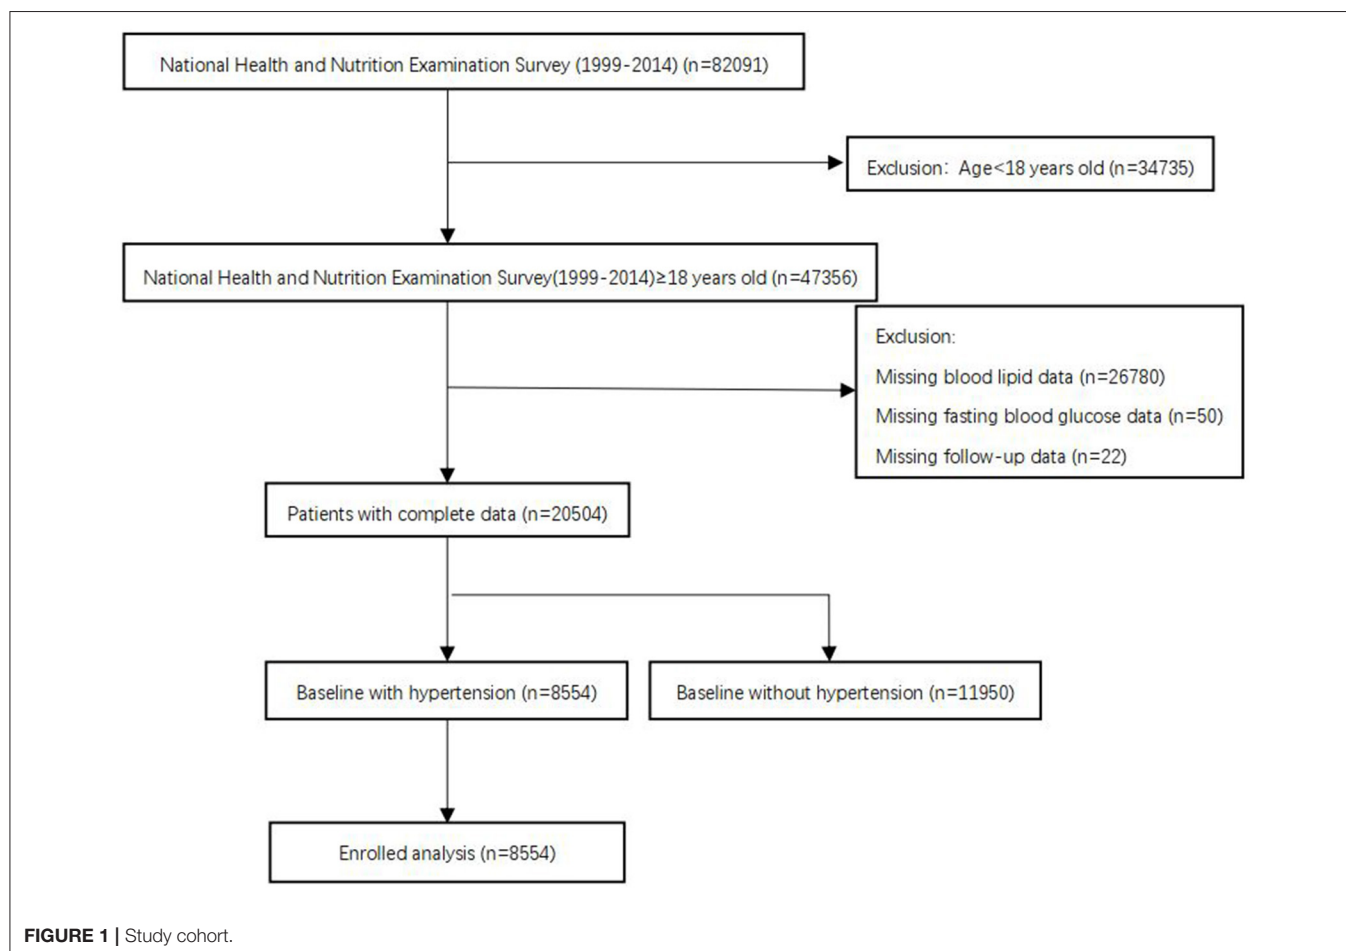 National Health and Nutrition Examination Survey (1999-2014) (n=82091)
Exclusion: Age<18 years old (n=34735)
National Health and Nutrition Examination Survey(1999-2014)≥18 years old (n=47356)
Exclusion:
Missing blood lipid data (n=26780)
Missing fasting blood glucose data (n=50)
Missing follow-up data (n=22)
Patients with complete data (n=20504)
Baseline with hypertension (n=8554)
Baseline without hypertension (n=11950)
Enrolled analysis (n=8554)
FIGURE 1 | Study cohort.